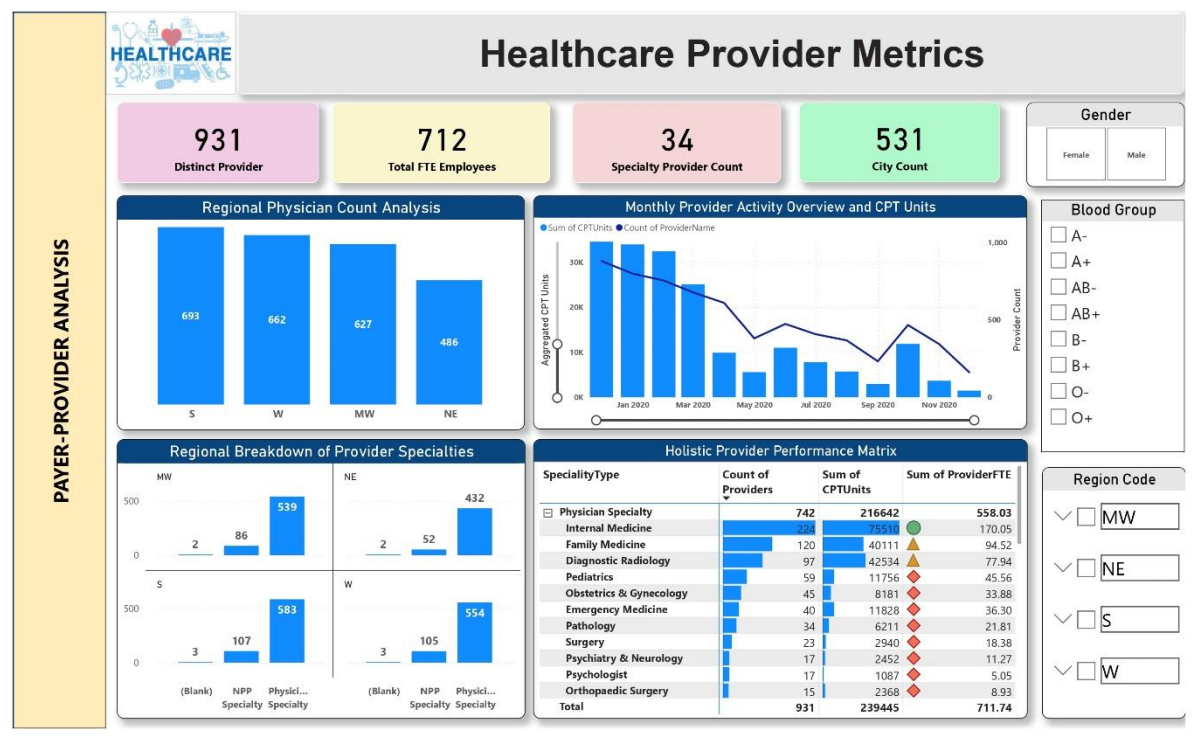 PAYER-PROVIDER ANALYSIS
HEALTHCARE
Healthcare Provider Metrics
931
Distinct Provider
712
Total FTE Employees
34
Specialty Provider Count
531
City Count
Gender
Female Male
Regional Physician Count Analysis
693 662 627 486
S W MW NE
Monthly Provider Activity Overview and CPT Units
Sum of CPTUnits Count of ProviderName
Aggregated CPT Units
30K
20K
10K
0K
1,000
500
0
Provider Count
Jan 2020 Mar 2020 May 2020 Jul 2020 Sep 2020 Nov 2020
Blood Group
A-
A+
AB-
AB+
B-
B+
O-
O+
Regional Breakdown of Provider Specialties
MW
500
0
2 86 539
NE
2 52 432
S
500
0
3 107 583
W
3 105 554
(Blank) NPP Physici... (Blank) NPP Physici...
Specialty Specialty Specialty Specialty
Holistic Provider Performance Matrix
SpecialityType Count of Sum of Sum of ProviderFTE
Providers CPTUnits
Physician Specialty 742 216642 558.03
Internal Medicine 224 75510 170.05
Family Medicine 120 40111 94.52
Diagnostic Radiology 97 42534 77.94
Pediatrics 59 11756 45.56
Obstetrics & Gynecology 45 8181 33.88
Emergency Medicine 40 11828 36.30
Pathology 34 6211 21.81
Surgery 23 2940 18.38
Psychiatry & Neurology 17 2452 11.27
Psychologist 17 1087 5.05
Orthopaedic Surgery 15 2368 8.93
Total 931 239445 711.74
Region Code
MW
NE
S
W